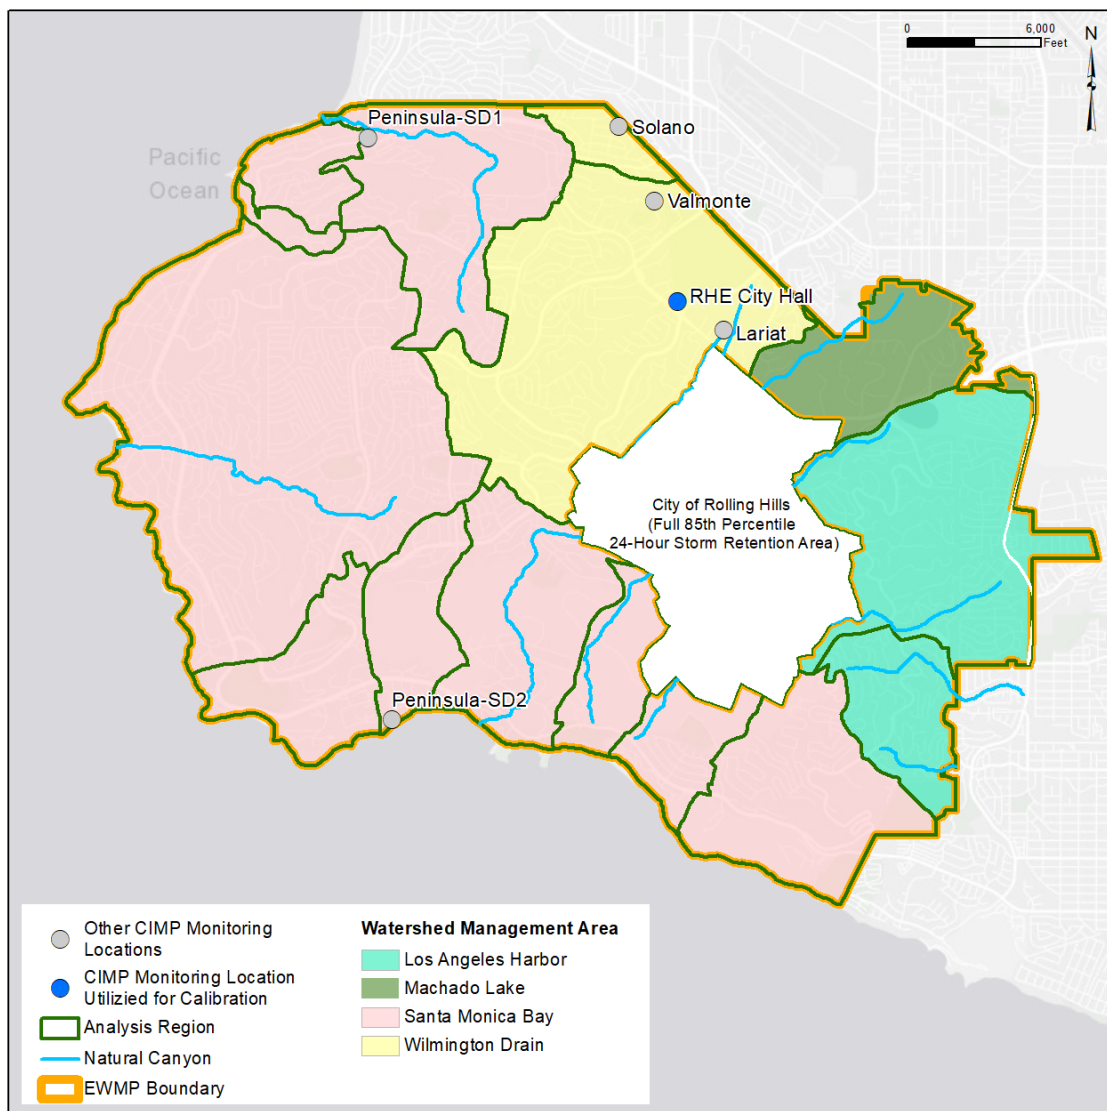 0
6,000
Feet
N
Peninsula-SD1
Solano
Pacific
Ocean
Valmonte
RHE City Hall
Lariat
City of Rolling Hills
(Full 85th Percentile
24-Hour Storm Retention Area)
Peninsula-SD2
Other CIMP Monitoring
Locations
CIMP Monitoring Location
Utilizied for Calibration
Analysis Region
Natural Canyon
EWMP Boundary
Watershed Management Area
Los Angeles Harbor
Machado Lake
Santa Monica Bay
Wilmington Drain